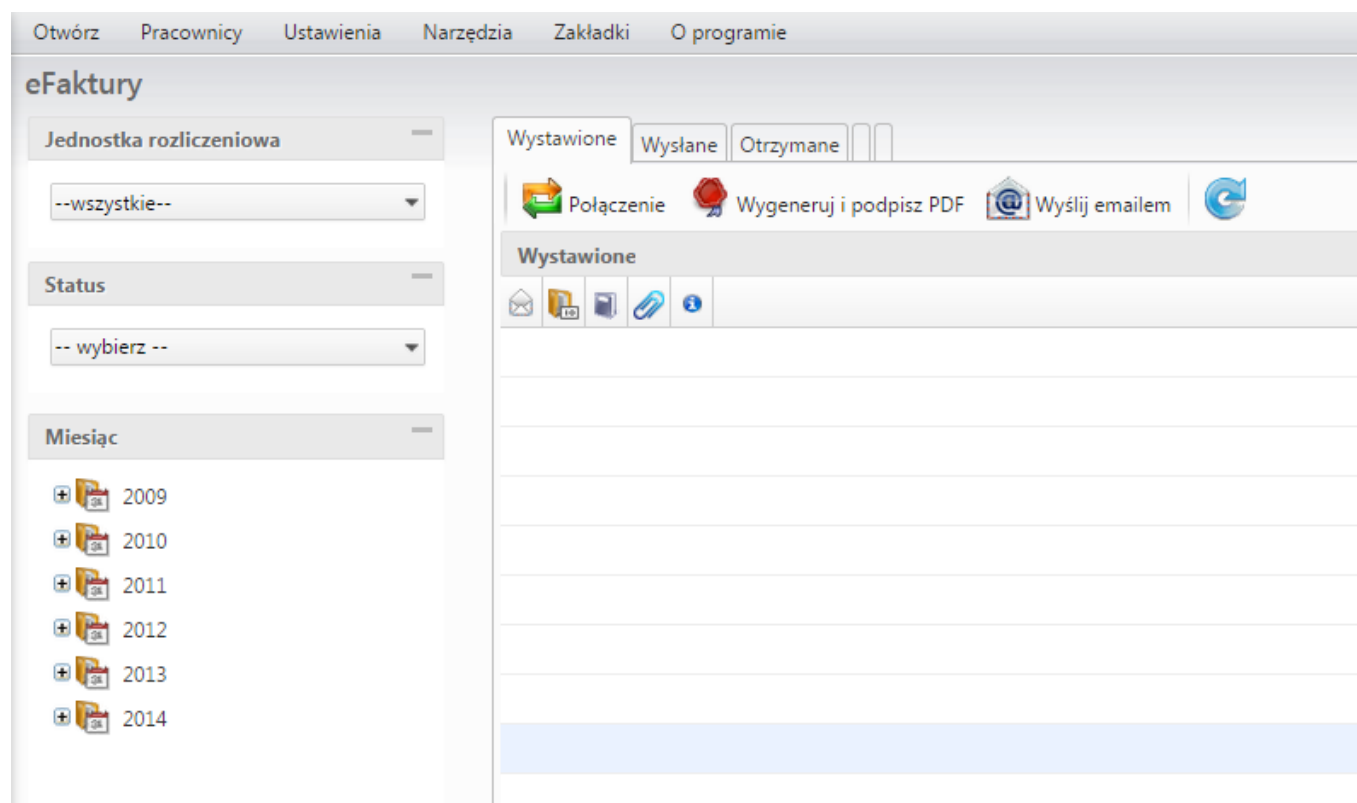 Otwórz Pracownicy Ustawienia Narzędzia Zakładki O programie
eFaktury
Jednostka rozliczeniowa
--wszystkie--
Status
-- wybierz --
Miesiąc
2009
2010
2011
2012
2013
2014
Wystawione Wysłane Otrzymane
Połączenie Wygeneruj i podpisz PDF Wyślij emailem
Wystawione